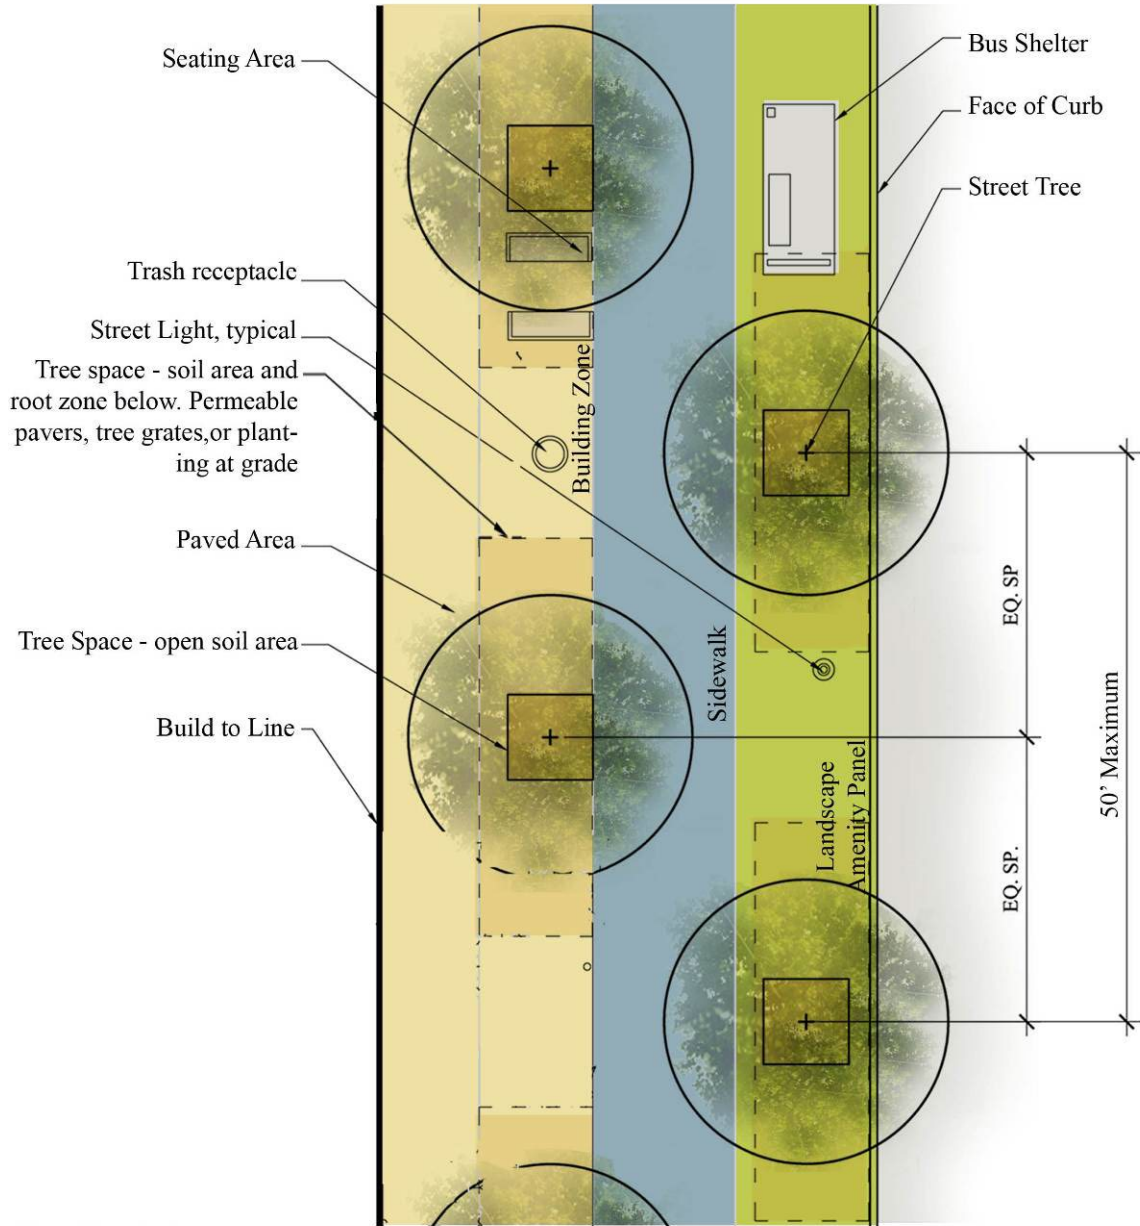 Seating Area
Trash receptacle
Street Light, typical
Tree space - soil area and
root zone below. Permeable
pavers, tree grates,or plant-
ing at grade
Paved Area
Tree Space - open soil area
Build to Line
Building Zone
Sidewalk
Landscape
Amenity Panel
Bus Shelter
Face of Curb
Street Tree
EQ. SP
EQ. SP.
50' Maximum